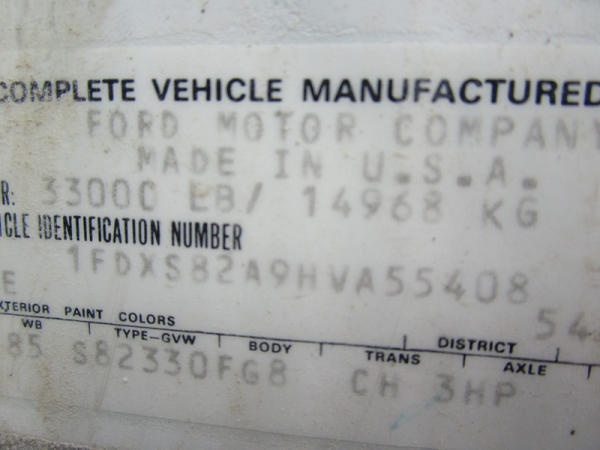 COMPLETE VEHICLE MANUFACTURED
FORD MOTOR COMPANY
MADE IN U.S.A.
R: 33000 LB/ 14968 KG
ICLE IDENTIFICATION NUMBER
1FDXS82A9HVA55408
E
XTERIOR PAINT COLORS DISTRICT 54
WB TYPE-GVW BODY TRANS AXLE
85 S82330FG8 CH 3HP